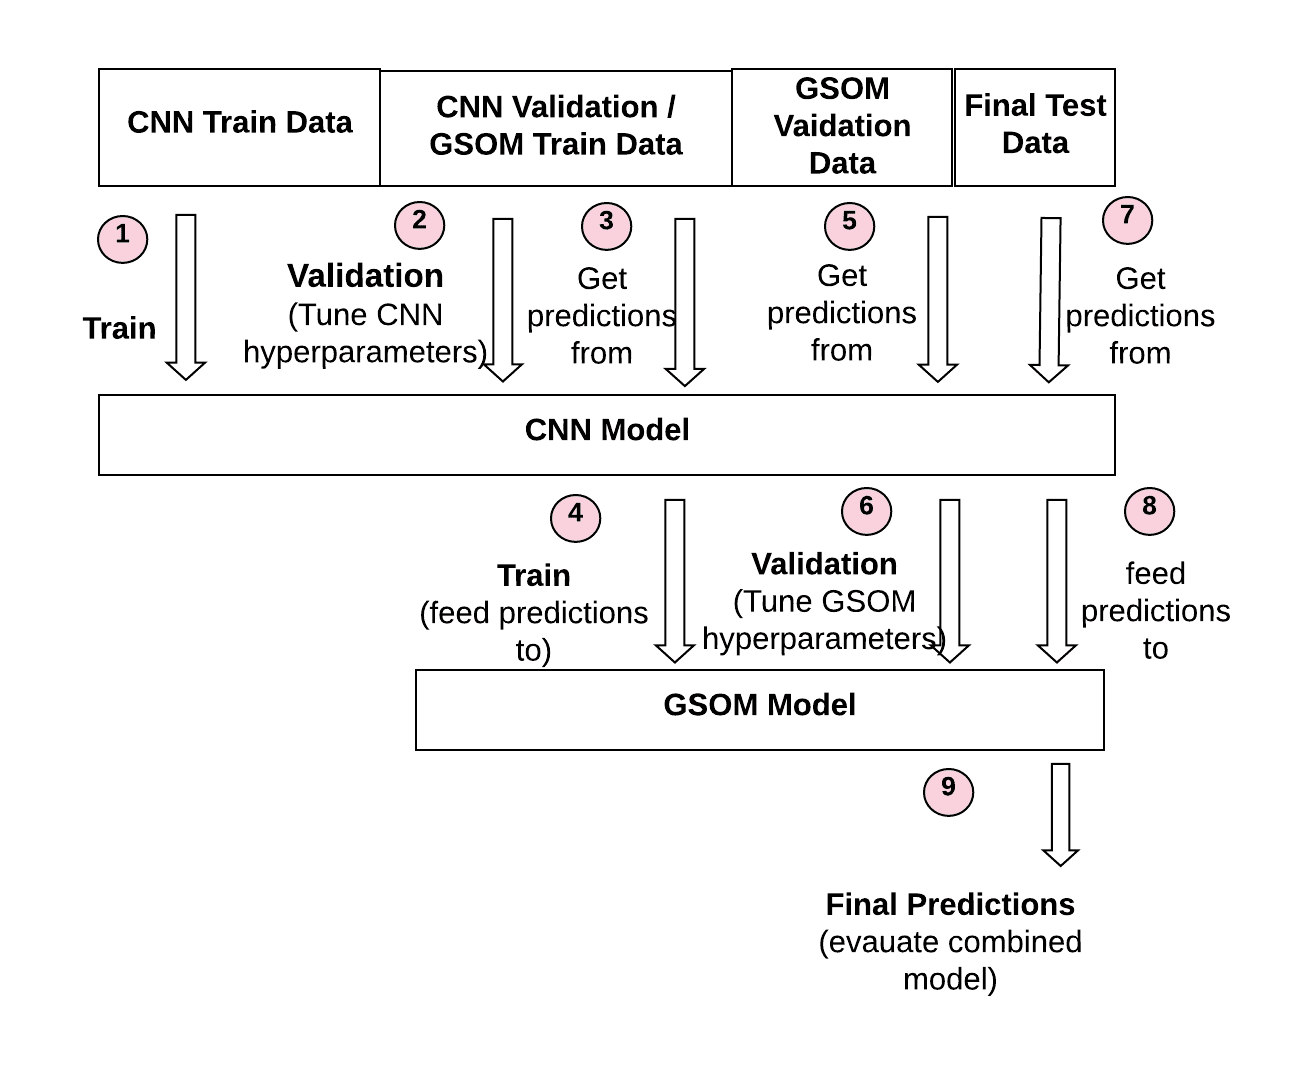 CNN Train Data
CNN Validation /
GSOM Train Data
GSOM
Vaidation
Data
Final Test
Data
1
Train
2
Validation
(Tune CNN
hyperparameters)
3
Get
predictions
from
5
Get
predictions
from
7
Get
predictions
from
CNN Model
4
Train
(feed predictions
to)
6
Validation
(Tune GSOM
hyperparameters)
8
feed
predictions
to
GSOM Model
9
Final Predictions
(evauate combined
model)